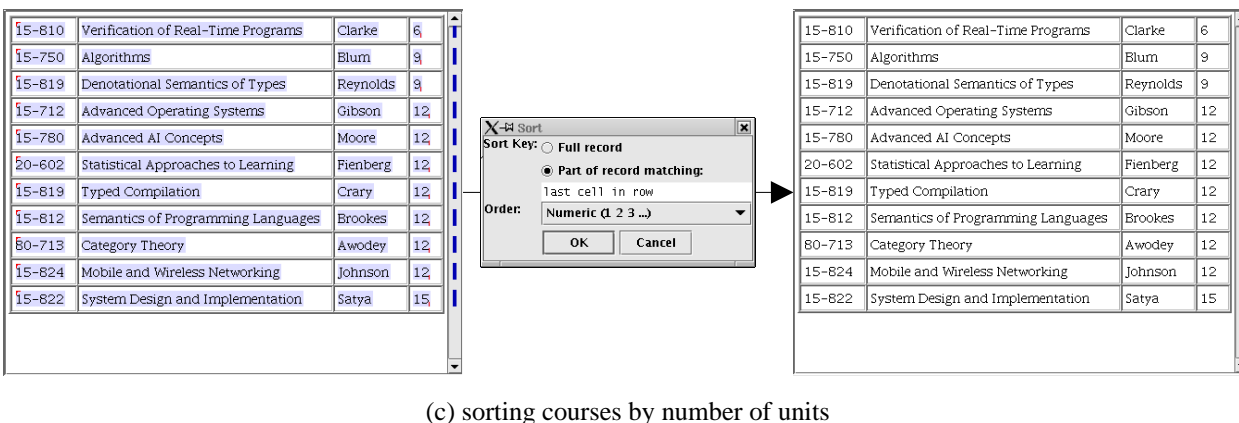 15-810 Verification of Real-Time Programs Clarke 6
15-750 Algorithms Blum 9
15-819 Denotational Semantics of Types Reynolds 9
15-712 Advanced Operating Systems Gibson 12
15-780 Advanced AI Concepts Moore 12
20-602 Statistical Approaches to Learning Fienberg 12
15-819 Typed Compilation Crary 12
15-812 Semantics of Programming Languages Brookes 12
80-713 Category Theory Awodey 12
15-824 Mobile and Wireless Networking Johnson 12
15-822 System Design and Implementation Satya 15
Sort
Sort Key: Full record
Part of record matching:
last cell in row
Order: Numeric (1 2 3 ...)
OK Cancel
15-810 Verification of Real-Time Programs Clarke 6
15-750 Algorithms Blum 9
15-819 Denotational Semantics of Types Reynolds 9
15-712 Advanced Operating Systems Gibson 12
15-780 Advanced AI Concepts Moore 12
20-602 Statistical Approaches to Learning Fienberg 12
15-819 Typed Compilation Crary 12
15-812 Semantics of Programming Languages Brookes 12
80-713 Category Theory Awodey 12
15-824 Mobile and Wireless Networking Johnson 12
15-822 System Design and Implementation Satya 15
(c) sorting courses by number of units